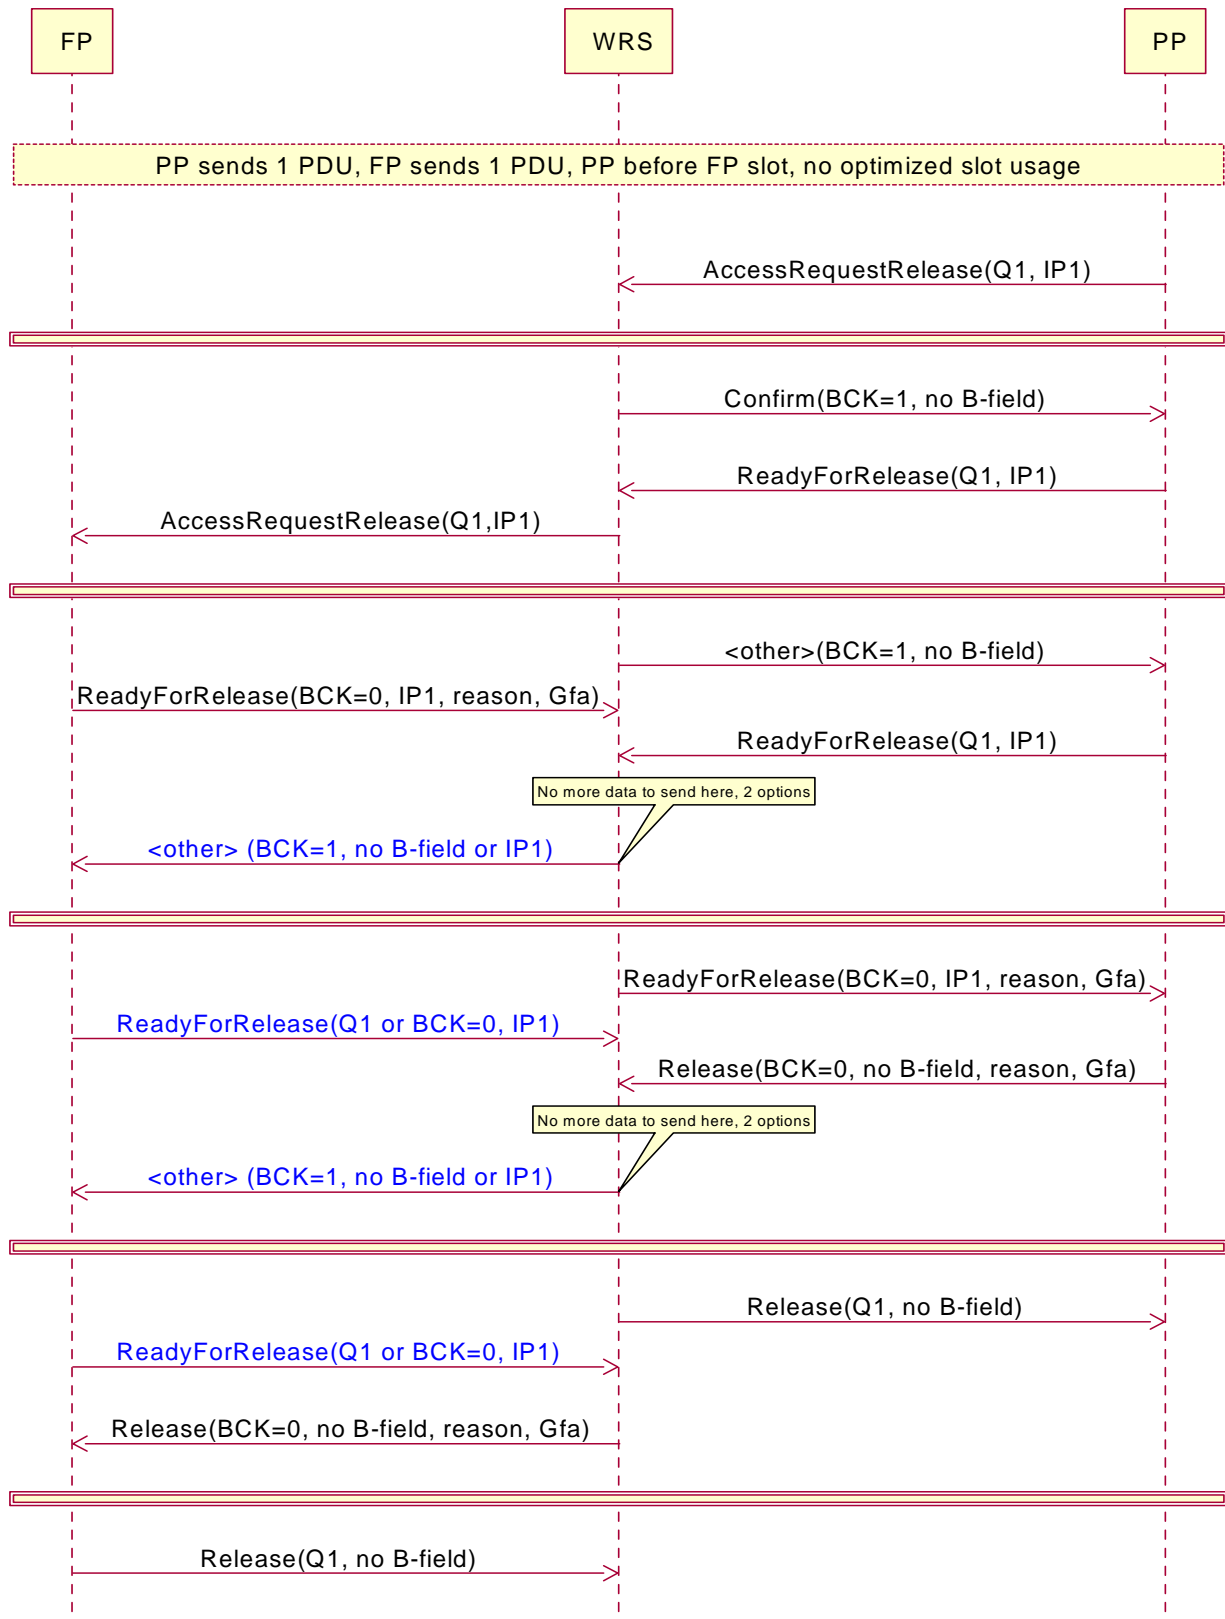 FP
WRS
PP
PP sends 1 PDU, FP sends 1 PDU, PP before FP slot, no optimized slot usage
AccessRequestRelease(Q1, IP1)
Confirm(BCK=1, no B-field)
ReadyForRelease(Q1, IP1)
AccessRequestRelease(Q1,IP1)
<other>(BCK=1, no B-field)
ReadyForRelease(BCK=0, IP1, reason, Gfa)
ReadyForRelease(Q1, IP1)
No more data to send here, 2 options
<other> (BCK=1, no B-field or IP1)
ReadyForRelease(BCK=0, IP1, reason, Gfa)
ReadyForRelease(Q1 or BCK=0, IP1)
Release(BCK=0, no B-field, reason, Gfa)
No more data to send here, 2 options
<other> (BCK=1, no B-field or IP1)
Release(Q1, no B-field)
ReadyForRelease(Q1 or BCK=0, IP1)
Release(BCK=0, no B-field, reason, Gfa)
Release(Q1, no B-field)